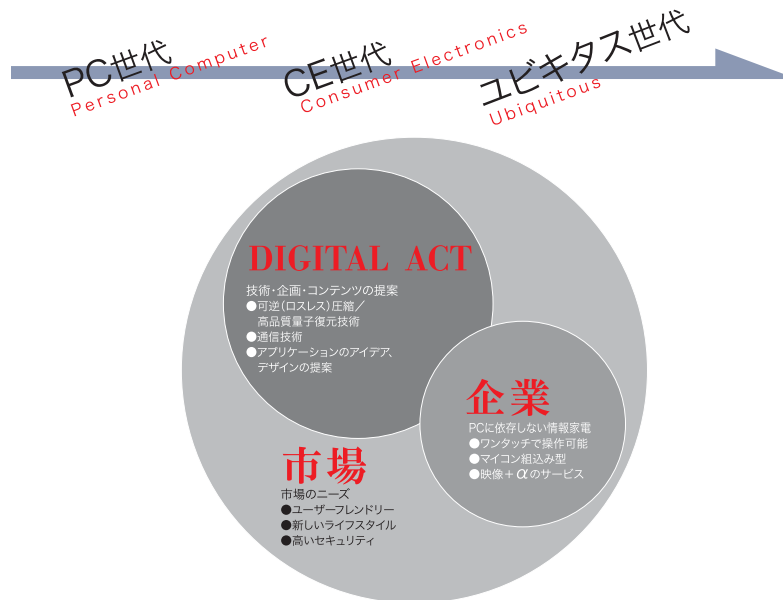 PC世代
Personal Computer
CE世代
Consumer Electronics
ユビキタス世代
Ubiquitous
DIGITAL ACT
技術・企画・コンテンツの提案
●可逆(ロスレス)圧縮/
高品質量子復元技術
●通信技術
●アプリケーションのアイデア、
デザインの提案
企業
PCに依存しない情報家電
●ワンタッチで操作可能
●マイコン組込み型
●映像+αのサービス
市場
市場のニーズ
●ユーザーフレンドリー
●新しいライフスタイル
●高いセキュリティ